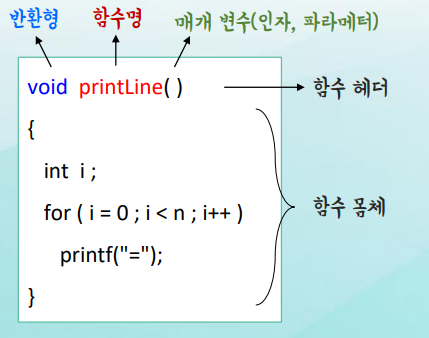 반환형 함수명 매개 변수(인자, 파라메터)
void printLine( )
함수 헤더
{
int i ;
for ( i = 0 ; i < n ; i++ )
함수 몸체
printf("=");
}